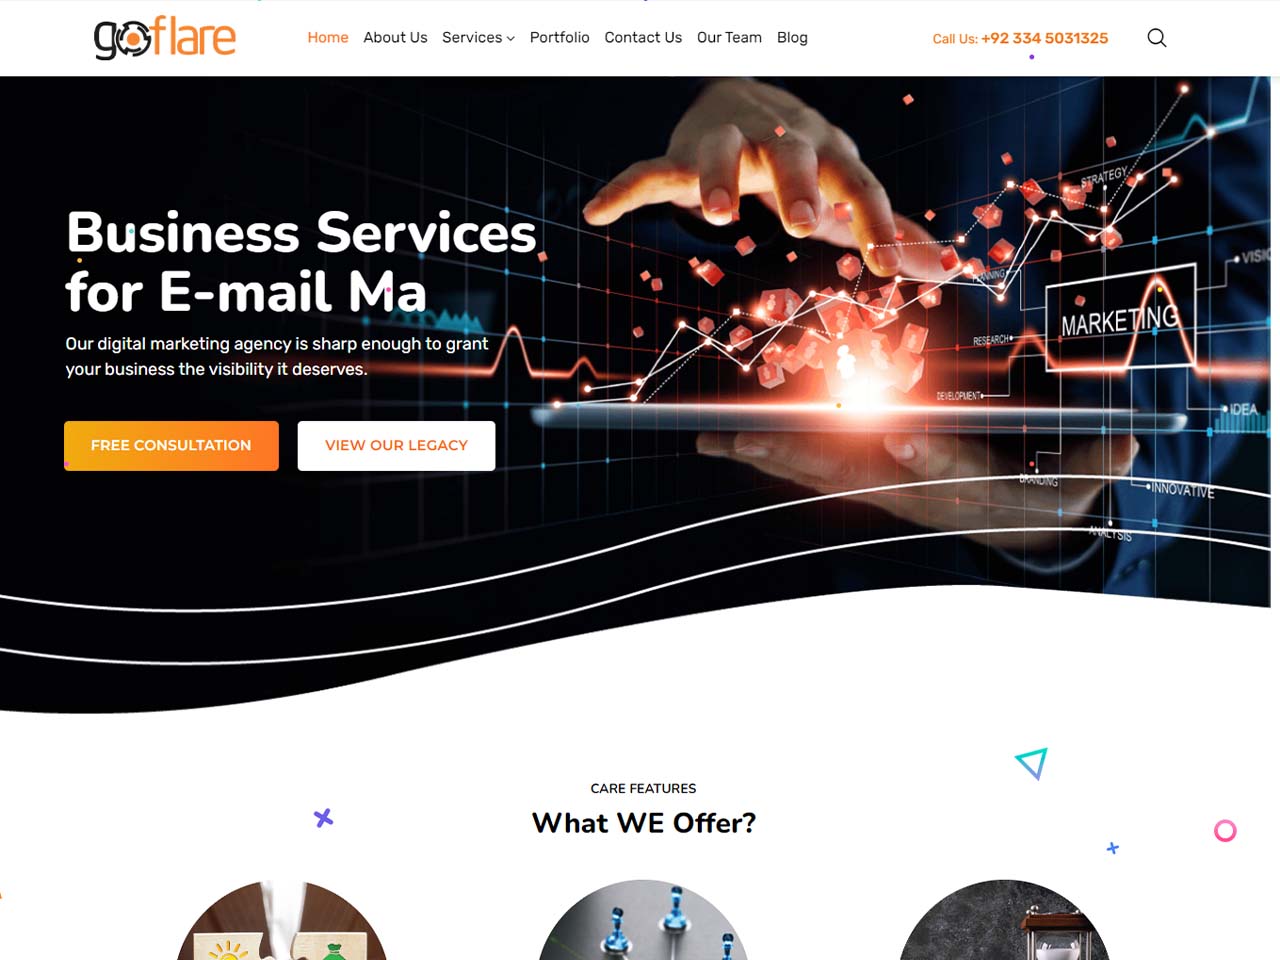 goflare
Home About Us Services Portfolio Contact Us Our Team Blog
Call Us: +92 334 5031325
Business Services
for E-mail Ma
Our digital marketing agency is sharp enough to grant
your business the visibility it deserves.
FREE CONSULTATION
VIEW OUR LEGACY
STRATEGY
PLANNING
MARKETING
RESEARCH
DEVELOPMENT
IDEA
BRANDING
INNOVATIVE
ANALYSIS
CARE FEATURES
What WE Offer?